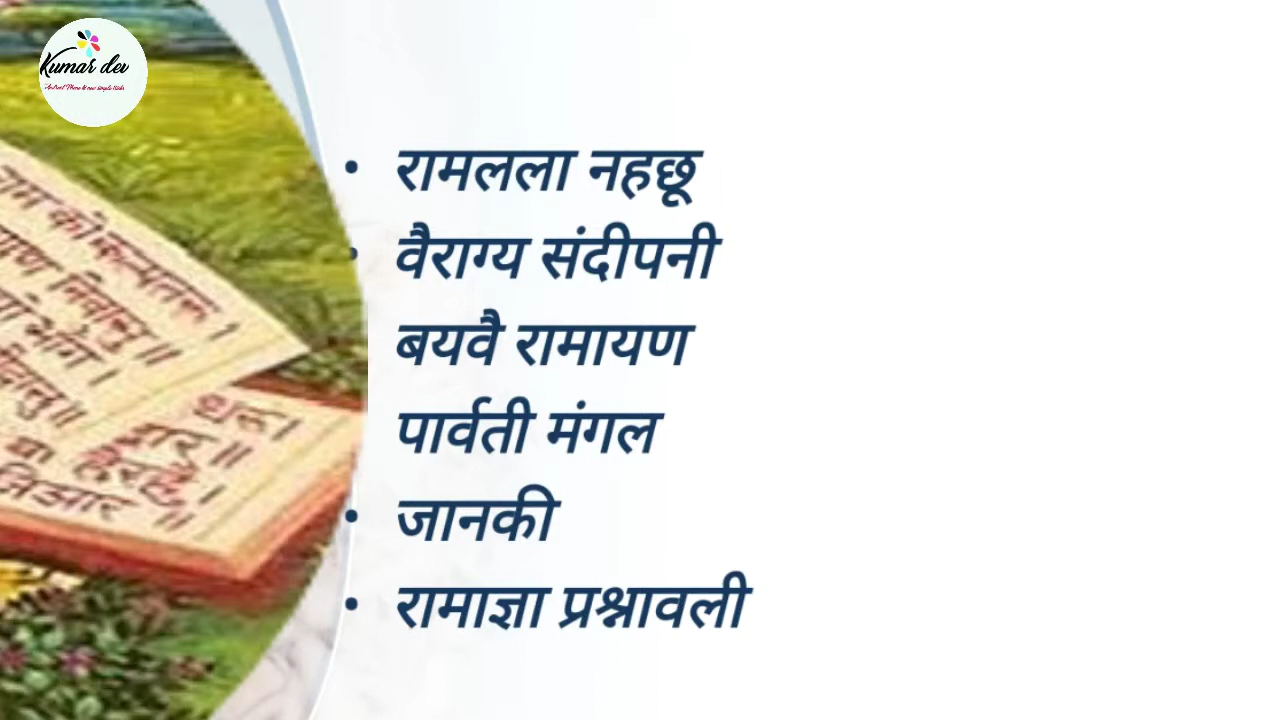 Kumar dev
रामलला नहछू
वैराग्य संदीपनी
बयवै रामायण
पार्वती मंगल
जानकी
रामाज्ञा प्रश्नावली